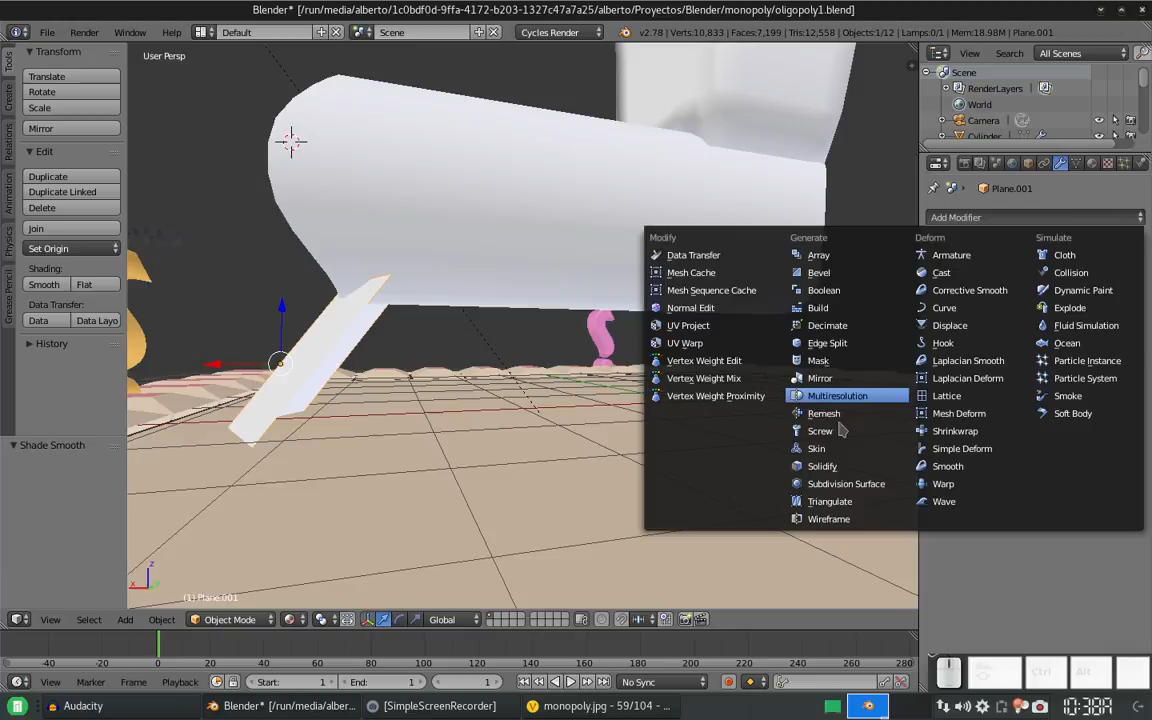 Blender* [/run/media/alberto/1c0bdf0d-9ffa-4172-b203-1327c47a7a25/alberto/Proyectos/Blender/monopoly/oligopoly1.blend]
File Render Window Help Default Scene Cycles Render v2.78 | Verts:10,833 | Faces:7,199 | Tris:12,558 | Objects:1/12 | Lamps:0/1 | Mem:18.98M | Plane.001
Tools
Create
Relations
Animation
Physics
Grease Pencil
Transform
Translate
Rotate
Scale
Mirror
Edit
Duplicate
Duplicate Linked
Delete
Join
Set Origin
Shading:
Smooth Flat
Data Transfer:
Data Data Layo
History
Shade Smooth
User Persp
(1) Plane.001
View Search All Scenes
Scene
RenderLayers
World
Camera
Cylinder
Plane.001
Add Modifier
Modify
Data Transfer
Mesh Cache
Mesh Sequence Cache
Normal Edit
UV Project
UV Warp
Vertex Weight Edit
Vertex Weight Mix
Vertex Weight Proximity
Generate
Array
Bevel
Boolean
Build
Decimate
Edge Split
Mask
Mirror
Multiresolution
Remesh
Screw
Skin
Solidify
Subdivision Surface
Triangulate
Wireframe
Deform
Armature
Cast
Corrective Smooth
Curve
Displace
Hook
Laplacian Smooth
Laplacian Deform
Lattice
Mesh Deform
Shrinkwrap
Simple Deform
Smooth
Warp
Wave
Simulate
Cloth
Collision
Dynamic Paint
Explode
Fluid Simulation
Ocean
Particle Instance
Particle System
Smoke
Soft Body
View Select Add Object Object Mode Global
-40 -20 0 20 40 60 80 100 120 140 160 180 200 220 240 260 280
View Marker Frame Playback Start: 1 End: 1 1 No Sync
Ctrl Alt
Audacity Blender* [/run/media/alber... [SimpleScreenRecorder] monopoly.jpg - 59/104 - ...